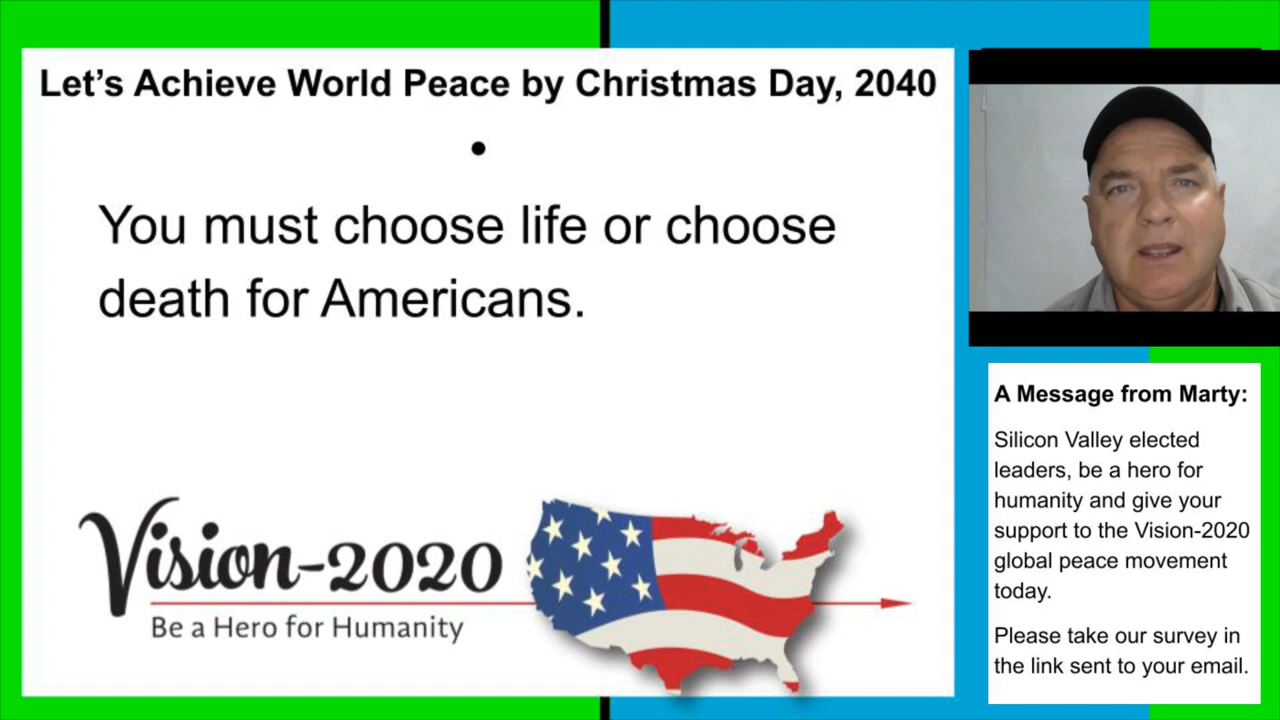 Let’s Achieve World Peace by Christmas Day, 2040
•
You must choose life or choose
death for Americans.
Vision-2020
Be a Hero for Humanity
A Message from Marty:
Silicon Valley elected
leaders, be a hero for
humanity and give your
support to the Vision-2020
global peace movement
today.
Please take our survey in
the link sent to your email.